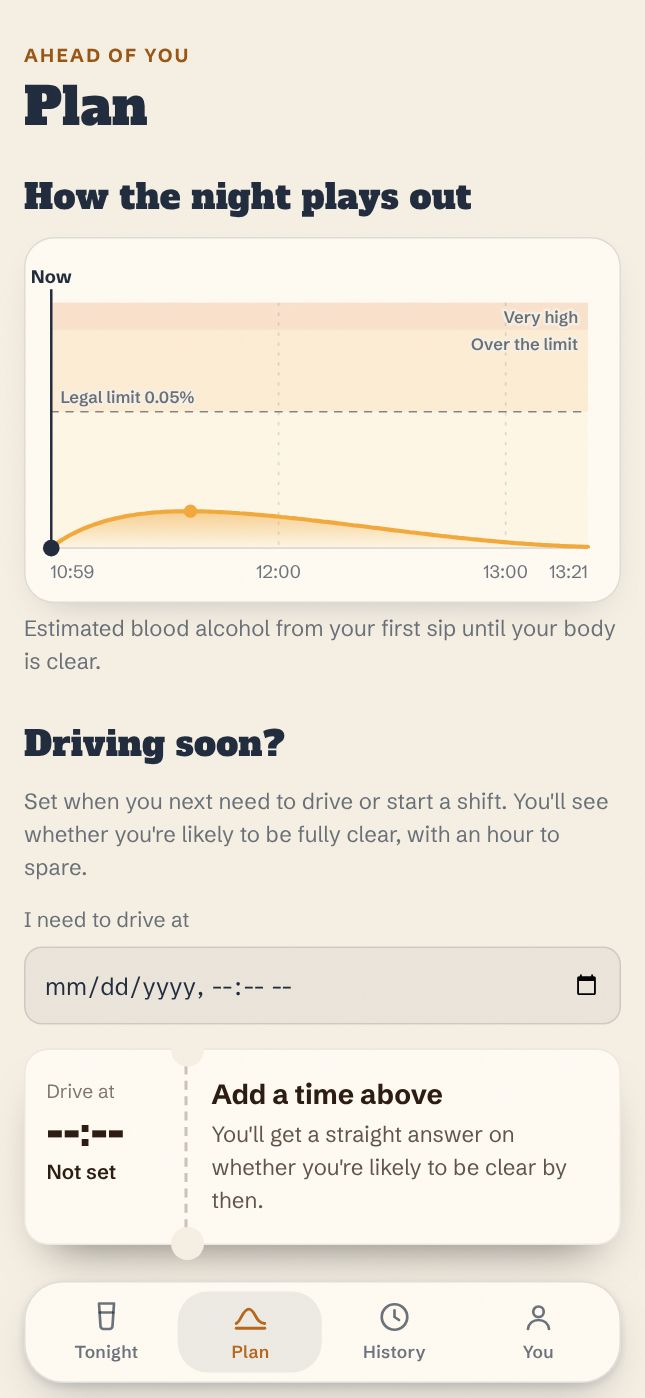 AHEAD OF YOU
Plan
How the night plays out
Now
Very high
Over the limit
Legal limit 0.05%
10:59
12:00
13:00
13:21
Estimated blood alcohol from your first sip until your body
is clear.
Driving soon?
Set when you next need to drive or start a shift. You'll see
whether you're likely to be fully clear, with an hour to
spare.
I need to drive at
mm/dd/yyyy, --:-- --
Drive at
--:--
Not set
Add a time above
You'll get a straight answer on
whether you're likely to be clear by
then.
Tonight
Plan
History
You